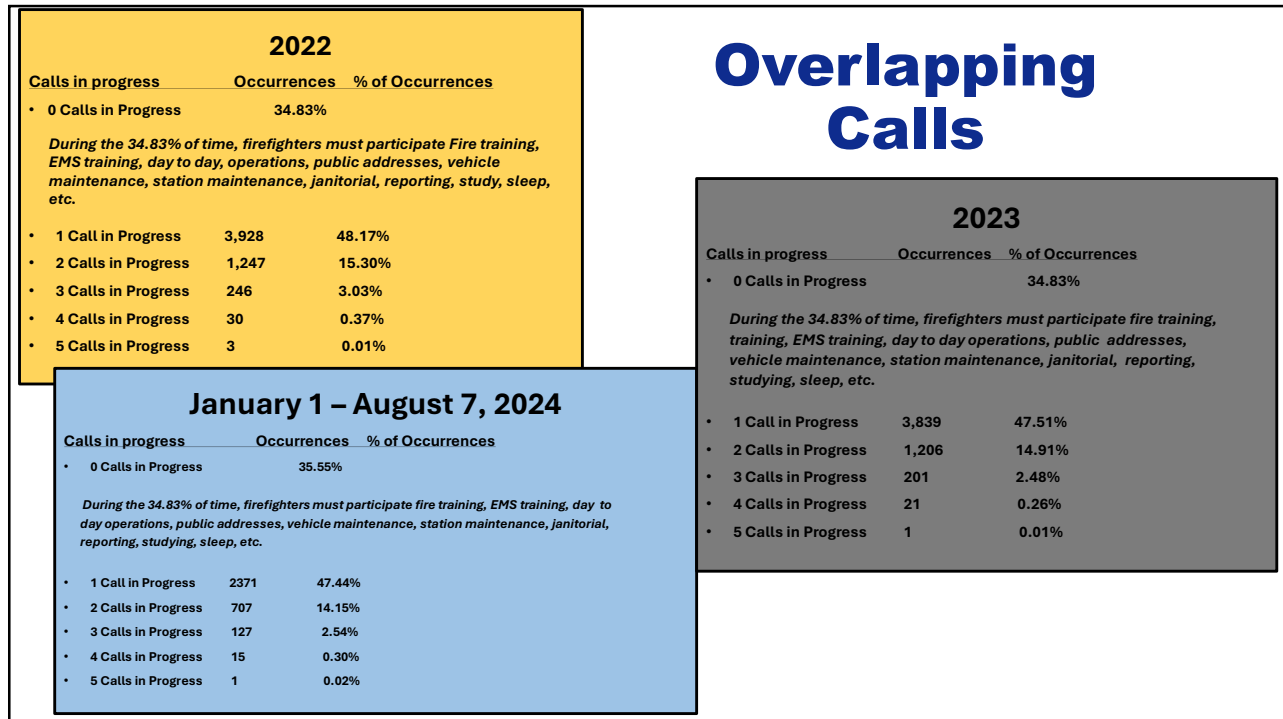 Overlapping
Calls
2022
Calls in progress Occurrences % of Occurrences
• 0 Calls in Progress 34.83%
During the 34.83% of time, firefighters must participate Fire training,
EMS training, day to day, operations, public addresses, vehicle
maintenance, station maintenance, janitorial, reporting, study, sleep,
etc.
• 1 Call in Progress 3,928 48.17%
• 2 Calls in Progress 1,247 15.30%
• 3 Calls in Progress 246 3.03%
• 4 Calls in Progress 30 0.37%
• 5 Calls in Progress 3 0.01%
2023
Calls in progress Occurrences % of Occurrences
• 0 Calls in Progress 34.83%
During the 34.83% of time, firefighters must participate fire training,
training, EMS training, day to day operations, public addresses,
vehicle maintenance, station maintenance, janitorial, reporting,
studying, sleep, etc.
• 1 Call in Progress 3,839 47.51%
• 2 Calls in Progress 1,206 14.91%
• 3 Calls in Progress 201 2.48%
• 4 Calls in Progress 21 0.26%
• 5 Calls in Progress 1 0.01%
January 1 – August 7, 2024
Calls in progress Occurrences % of Occurrences
• 0 Calls in Progress 35.55%
During the 34.83% of time, firefighters must participate fire training, EMS training, day to
day operations, public addresses, vehicle maintenance, station maintenance, janitorial,
reporting, studying, sleep, etc.
• 1 Call in Progress 2371 47.44%
• 2 Calls in Progress 707 14.15%
• 3 Calls in Progress 127 2.54%
• 4 Calls in Progress 15 0.30%
• 5 Calls in Progress 1 0.02%